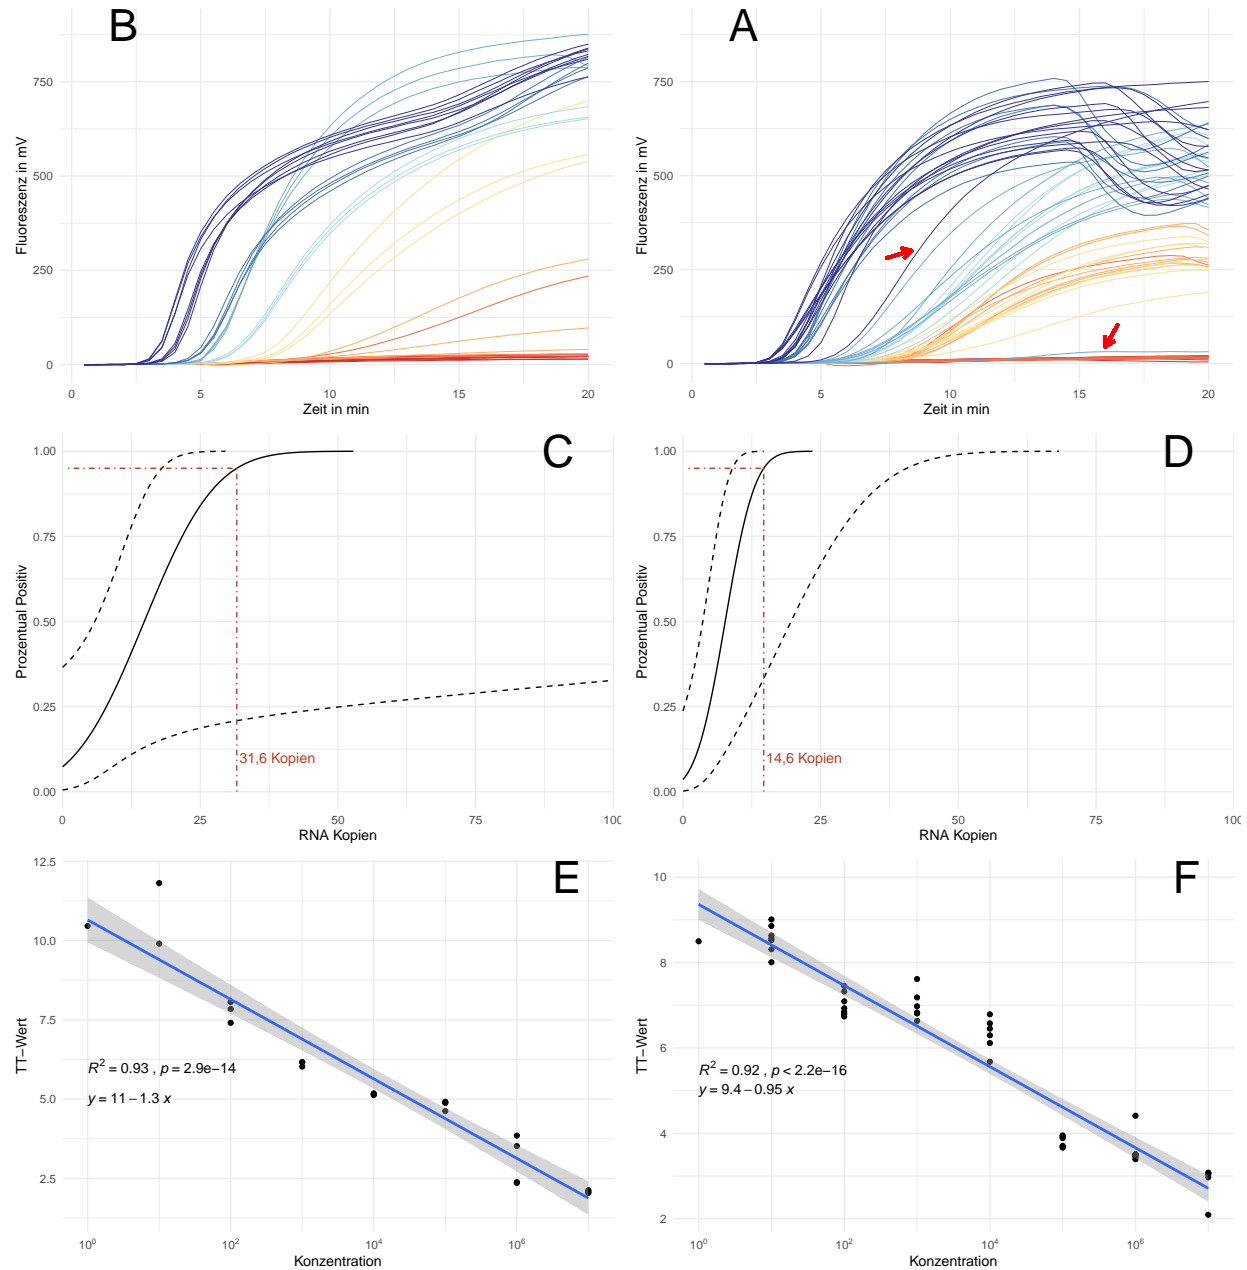 B
Fluoreszenz in mV
750
500
250
0
0
5
10
15
20
Zeit in min
A
Fluoreszenz in mV
750
500
250
0
0
5
10
15
20
Zeit in min
C
Prozentual Positiv
1.00
0.75
0.50
0.25
0.00
31,6 Kopien
0
25
50
75
100
RNA Kopien
D
Prozentual Positiv
1.00
0.75
0.50
0.25
0.00
14,6 Kopien
0
25
50
75
100
RNA Kopien
E
TT−Wert
12.5
10.0
7.5
5.0
2.5
R² = 0.93 , p = 2.9e−14
y = 11 − 1.3 x
10⁰
10²
10⁴
10⁶
Konzentration
F
TT−Wert
10
8
6
4
2
R² = 0.92 , p < 2.2e−16
y = 9.4 − 0.95 x
10⁰
10²
10⁴
10⁶
Konzentration